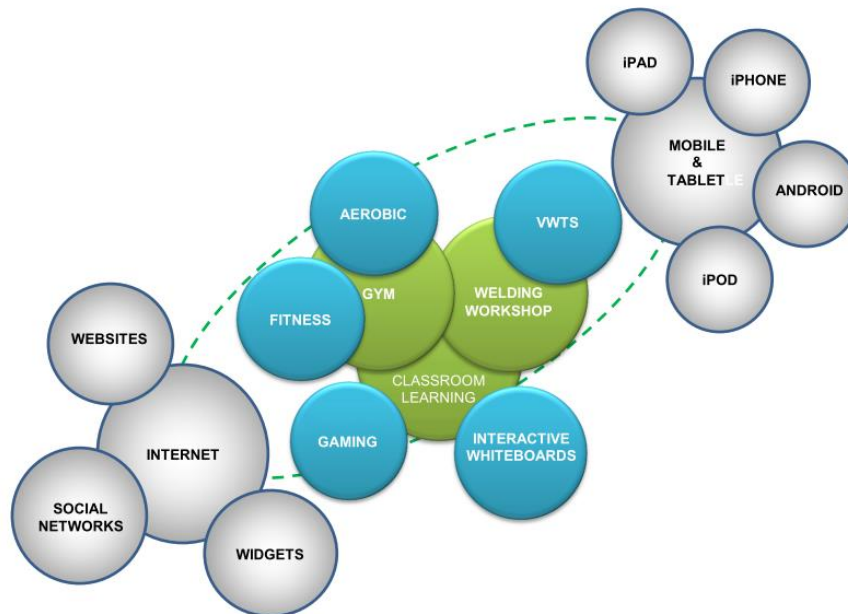 iPAD
iPHONE
MOBILE
&
TABLETLE
ANDROID
iPOD
AEROBIC
VWTS
GYM
WELDING
WORKSHOP
FITNESS
CLASSROOM
LEARNING
GAMING
INTERACTIVE
WHITEBOARDS
WEBSITES
INTERNET
SOCIAL
NETWORKS
WIDGETS